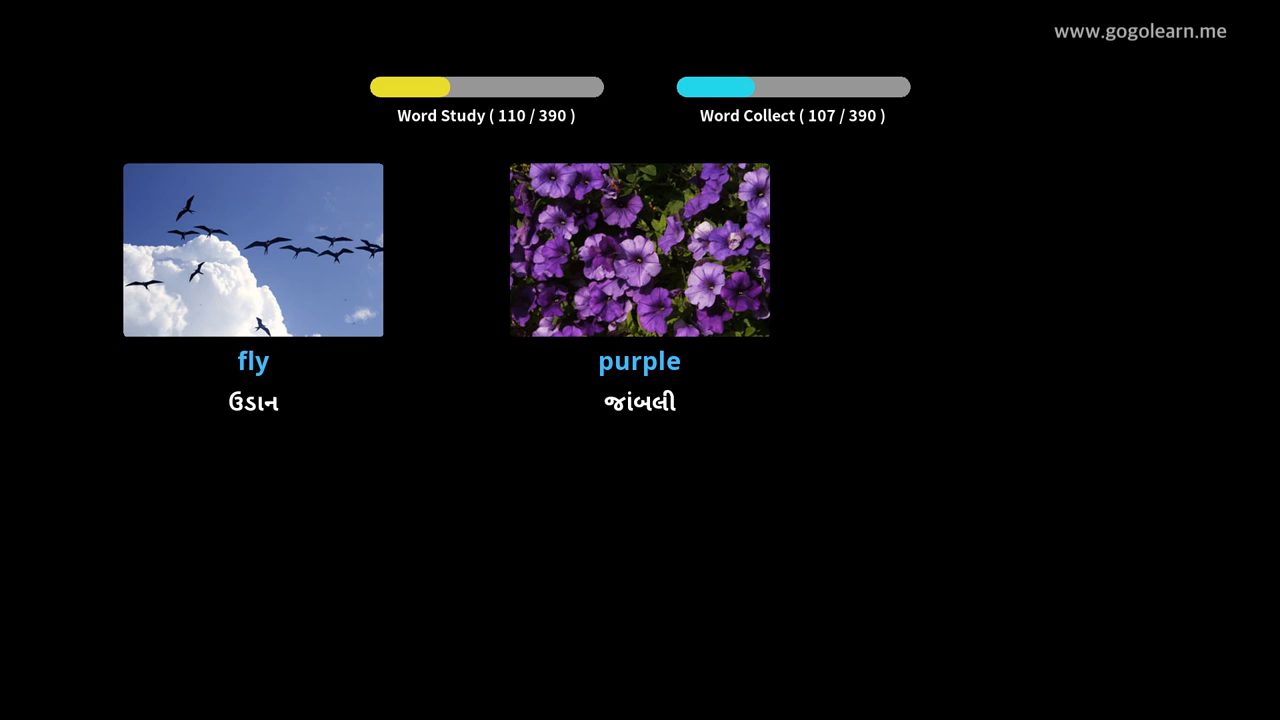 www.gogolearn.me
Word Study ( 110 / 390 )
Word Collect ( 107 / 390 )
fly
purple
ઉડાન
જાંબલી